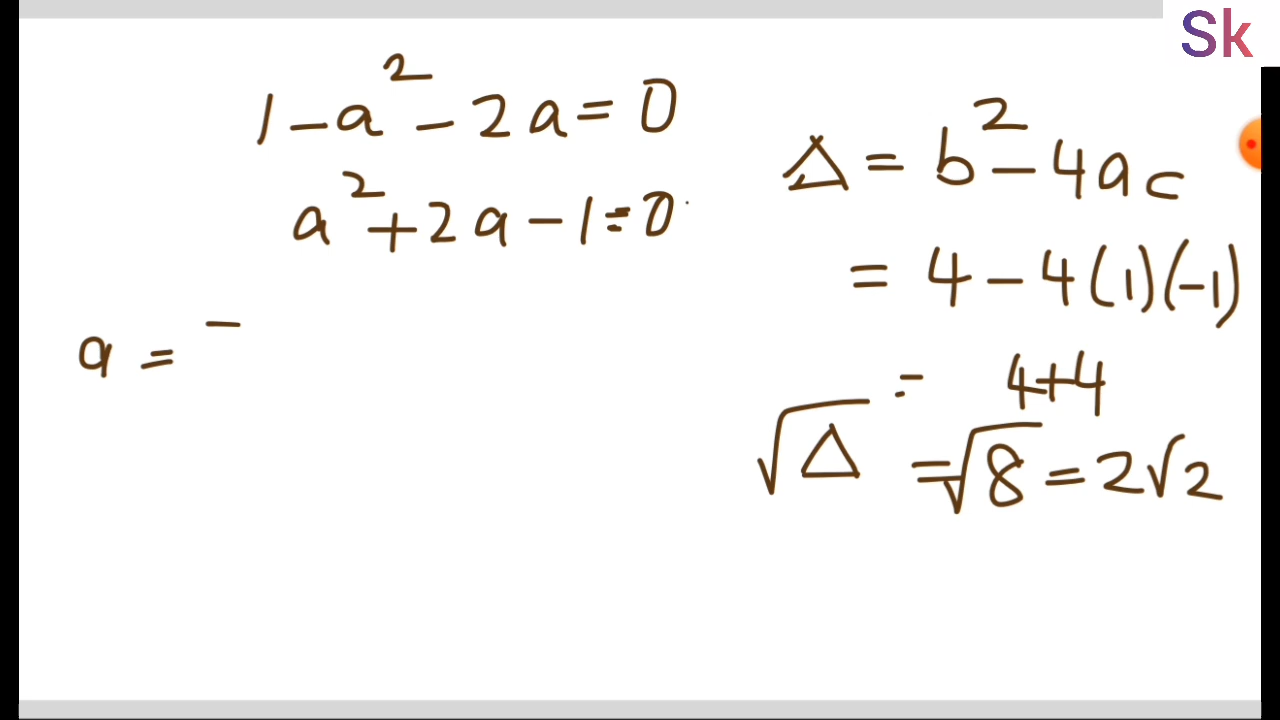 Sk
1 - a² - 2a = 0
a² + 2a - 1 = 0
a = -
Δ = b² - 4ac
= 4 - 4(1)(-1)
= 4+4
√Δ = √8 = 2√2